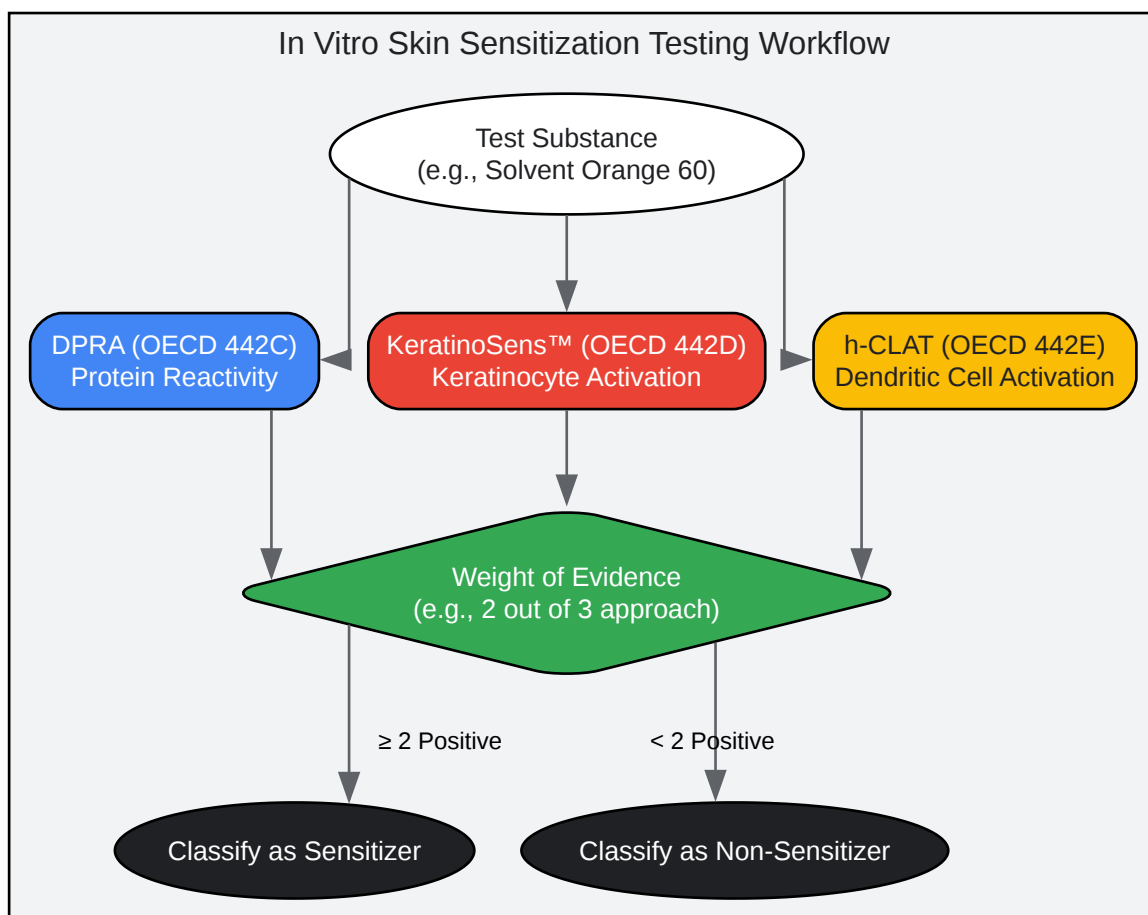 In Vitro Skin Sensitization Testing Workflow
Test Substance
(e.g., Solvent Orange 60)
DPRA (OECD 442C)
Protein Reactivity
KeratinoSens™ (OECD 442D)
Keratinocyte Activation
h-CLAT (OECD 442E)
Dendritic Cell Activation
Weight of Evidence
(e.g., 2 out of 3 approach)
≥ 2 Positive
< 2 Positive
Classify as Sensitizer
Classify as Non-Sensitizer